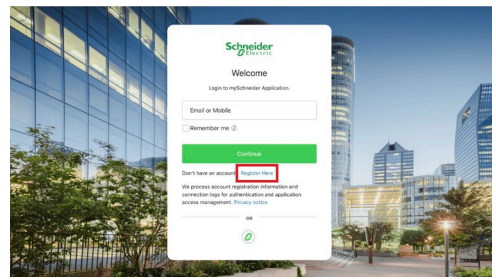 Schneider
Electric
Welcome
Login to mySchneider Application.
Email or Mobile
Remember me
Continue
Don't have an account Register Here
We process account registration information and
connection logs for authentication and application
access management. Privacy notice
OR